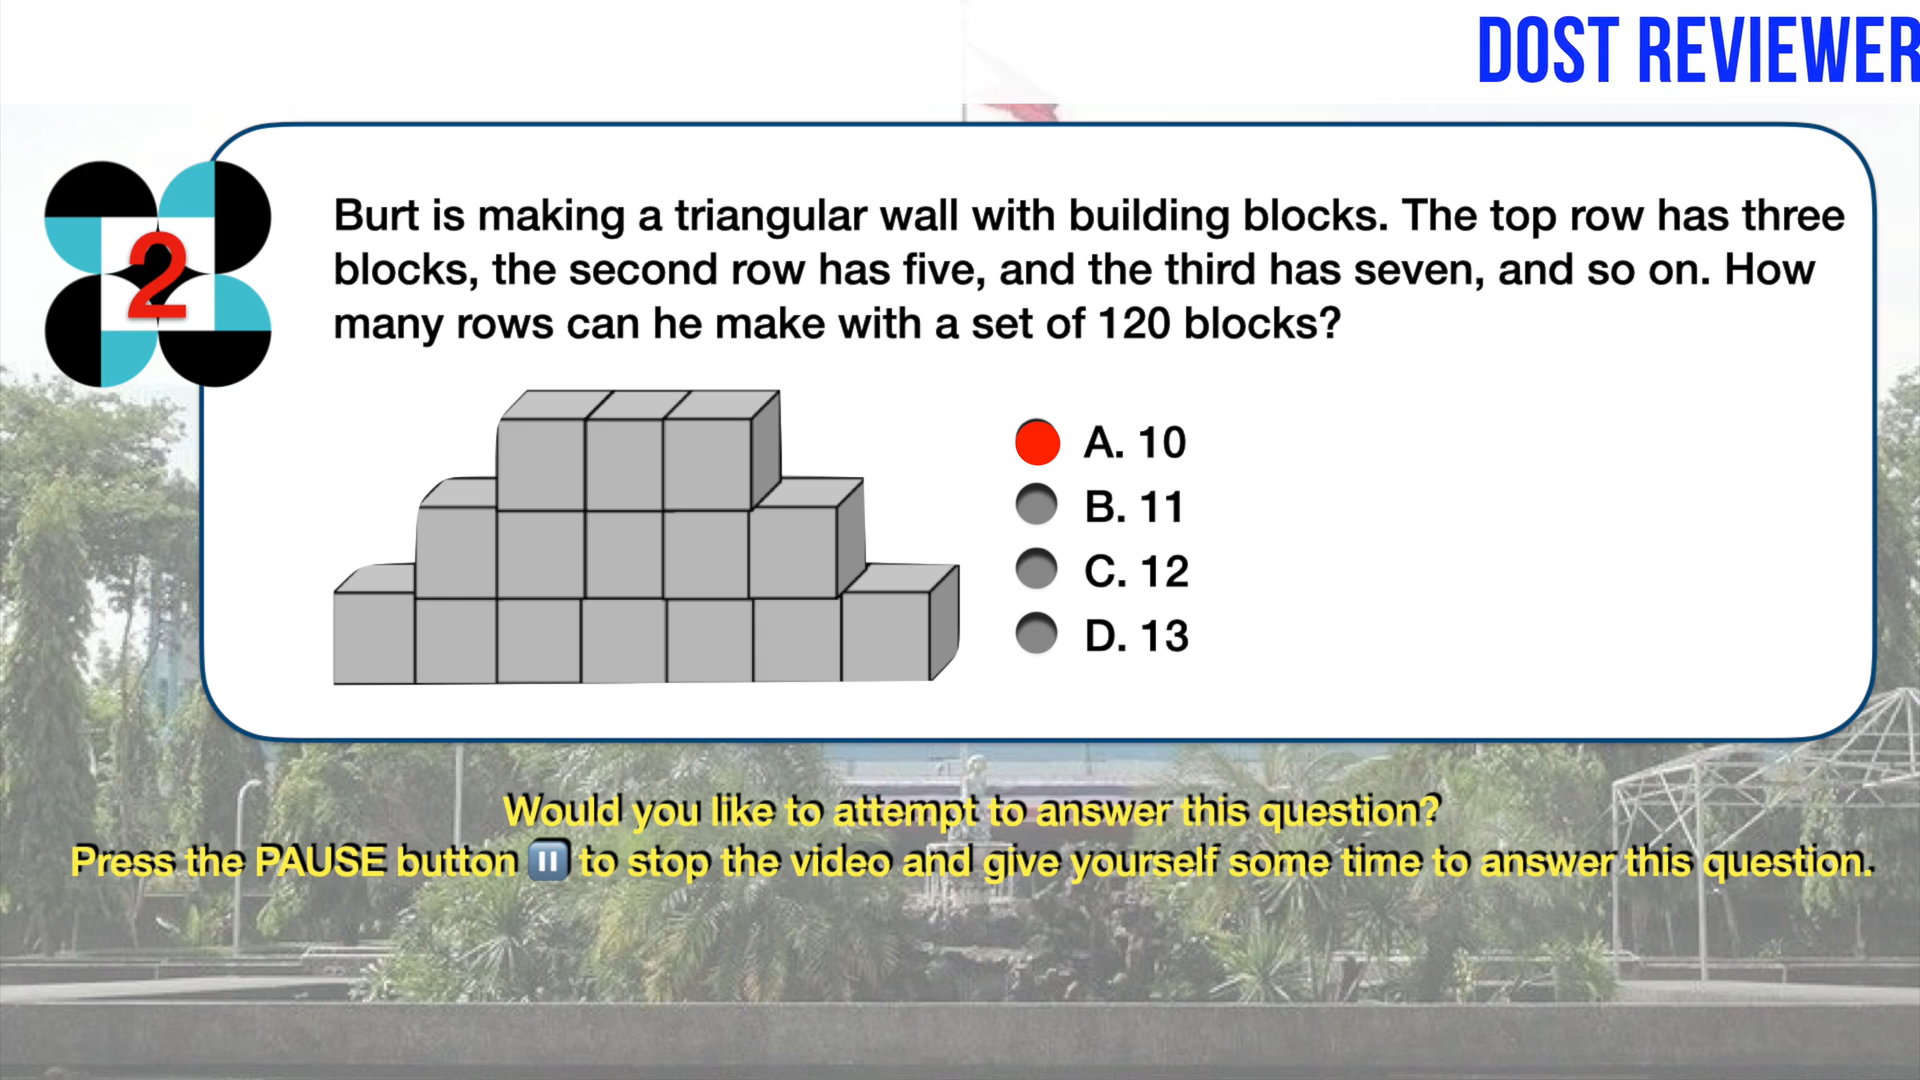 DOST REVIEWER
2
Burt is making a triangular wall with building blocks. The top row has three
blocks, the second row has five, and the third has seven, and so on. How
many rows can he make with a set of 120 blocks?
A. 10
B. 11
C. 12
D. 13
Would you like to attempt to answer this question?
Press the PAUSE button ⏸ to stop the video and give yourself some time to answer this question.